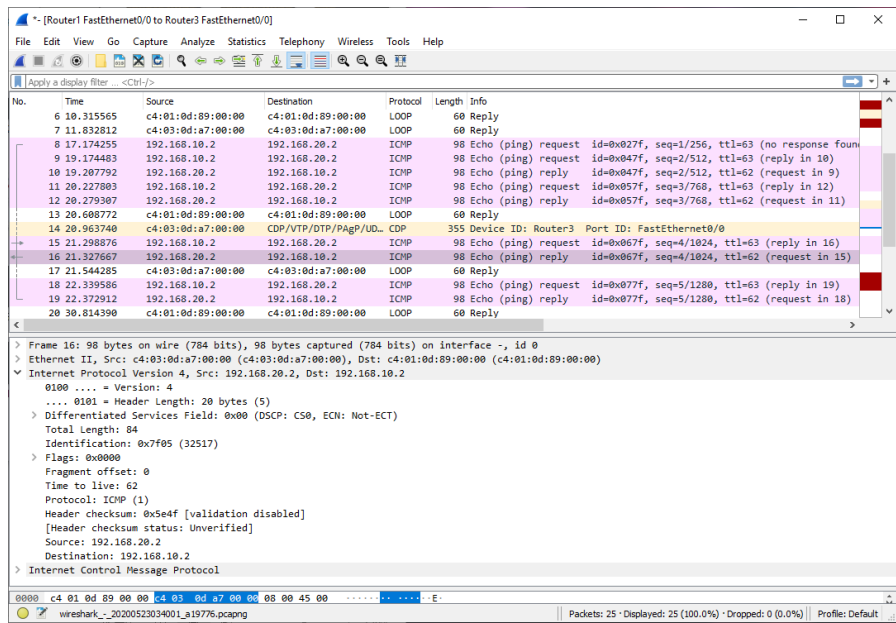 *- [Router1 FastEthernet0/0 to Router3 FastEthernet0/0]
File Edit View Go Capture Analyze Statistics Telephony Wireless Tools Help
Apply a display filter ... <Ctrl-/>
No. Time Source Destination Protocol Length Info
6 10.315565 c4:01:0d:89:00:00 c4:01:0d:89:00:00 LOOP 60 Reply
7 11.832812 c4:03:0d:a7:00:00 c4:03:0d:a7:00:00 LOOP 60 Reply
8 17.174255 192.168.10.2 192.168.20.2 ICMP 98 Echo (ping) request id=0x027f, seq=1/256, ttl=63 (no response foun
9 19.174483 192.168.10.2 192.168.20.2 ICMP 98 Echo (ping) request id=0x047f, seq=2/512, ttl=63 (reply in 10)
10 19.207792 192.168.20.2 192.168.10.2 ICMP 98 Echo (ping) reply id=0x047f, seq=2/512, ttl=62 (request in 9)
11 20.227803 192.168.10.2 192.168.20.2 ICMP 98 Echo (ping) request id=0x057f, seq=3/768, ttl=63 (reply in 12)
12 20.279307 192.168.20.2 192.168.10.2 ICMP 98 Echo (ping) reply id=0x057f, seq=3/768, ttl=62 (request in 11)
13 20.608772 c4:01:0d:89:00:00 c4:01:0d:89:00:00 LOOP 60 Reply
14 20.963740 c4:03:0d:a7:00:00 CDP/VTP/DTP/PAgP/UD… CDP 355 Device ID: Router3 Port ID: FastEthernet0/0
15 21.298876 192.168.10.2 192.168.20.2 ICMP 98 Echo (ping) request id=0x067f, seq=4/1024, ttl=63 (reply in 16)
16 21.327667 192.168.20.2 192.168.10.2 ICMP 98 Echo (ping) reply id=0x067f, seq=4/1024, ttl=62 (request in 15)
17 21.544285 c4:03:0d:a7:00:00 c4:03:0d:a7:00:00 LOOP 60 Reply
18 22.339586 192.168.10.2 192.168.20.2 ICMP 98 Echo (ping) request id=0x077f, seq=5/1280, ttl=63 (reply in 19)
19 22.372912 192.168.20.2 192.168.10.2 ICMP 98 Echo (ping) reply id=0x077f, seq=5/1280, ttl=62 (request in 18)
20 30.814390 c4:01:0d:89:00:00 c4:01:0d:89:00:00 LOOP 60 Reply
Frame 16: 98 bytes on wire (784 bits), 98 bytes captured (784 bits) on interface -, id 0
Ethernet II, Src: c4:03:0d:a7:00:00 (c4:03:0d:a7:00:00), Dst: c4:01:0d:89:00:00 (c4:01:0d:89:00:00)
Internet Protocol Version 4, Src: 192.168.20.2, Dst: 192.168.10.2
0100 .... = Version: 4
.... 0101 = Header Length: 20 bytes (5)
Differentiated Services Field: 0x00 (DSCP: CS0, ECN: Not-ECT)
Total Length: 84
Identification: 0x7f05 (32517)
Flags: 0x0000
Fragment offset: 0
Time to live: 62
Protocol: ICMP (1)
Header checksum: 0x5e4f [validation disabled]
[Header checksum status: Unverified]
Source: 192.168.20.2
Destination: 192.168.10.2
Internet Control Message Protocol
0000 c4 01 0d 89 00 00 c4 03 0d a7 00 00 08 00 45 00 ········ ······E·
wireshark_-_20200523034001_a19776.pcapng Packets: 25 · Displayed: 25 (100.0%) · Dropped: 0 (0.0%) Profile: Default